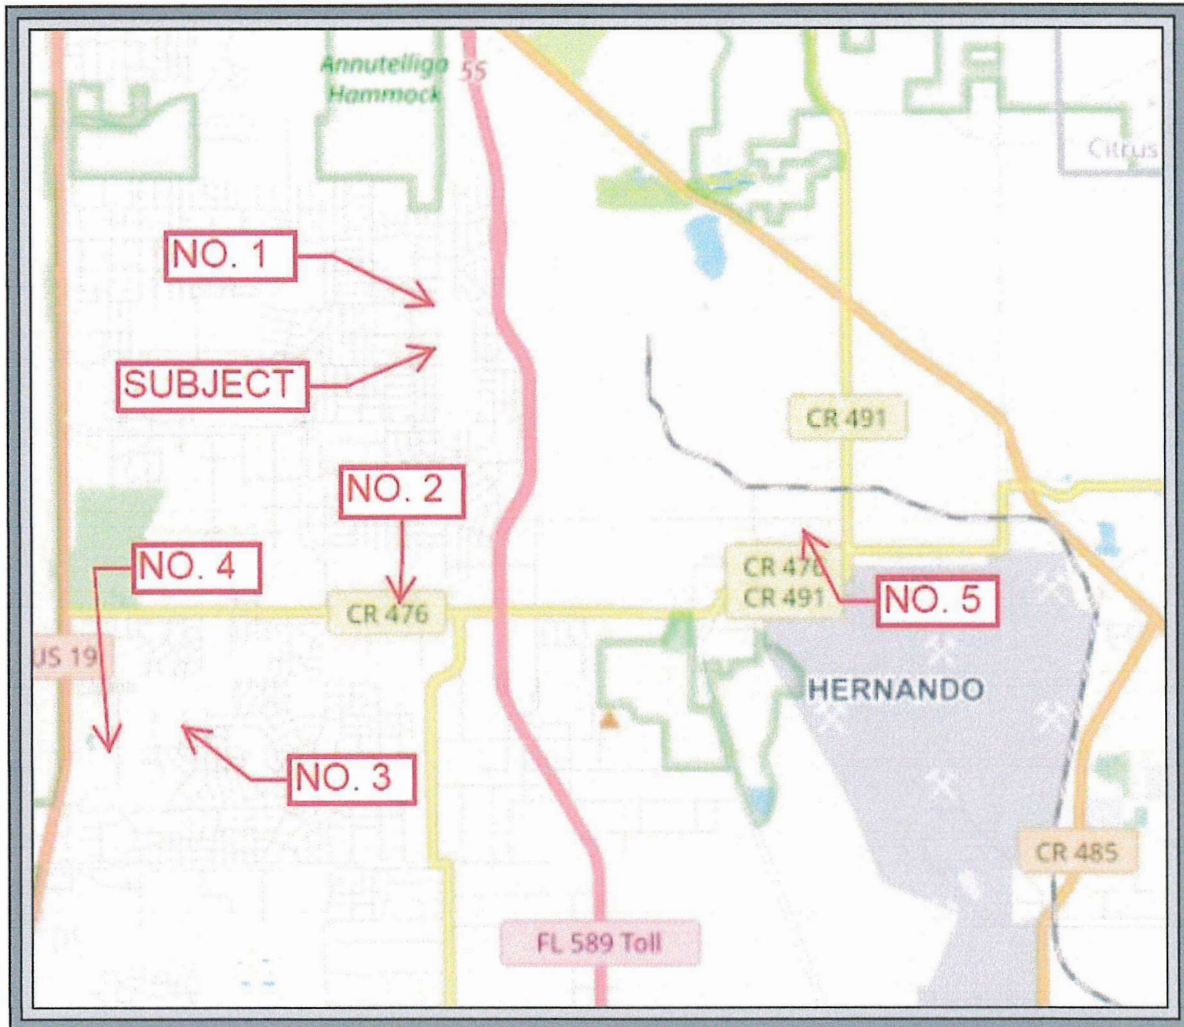 Annutelliga
Hammock
55
Citrus
NO. 1
SUBJECT
CR 491
NO. 2
NO. 4
CR 476
CR 491
NO. 5
CR 476
US 19
HERNANDO
NO. 3
CR 485
FL 589 Toll